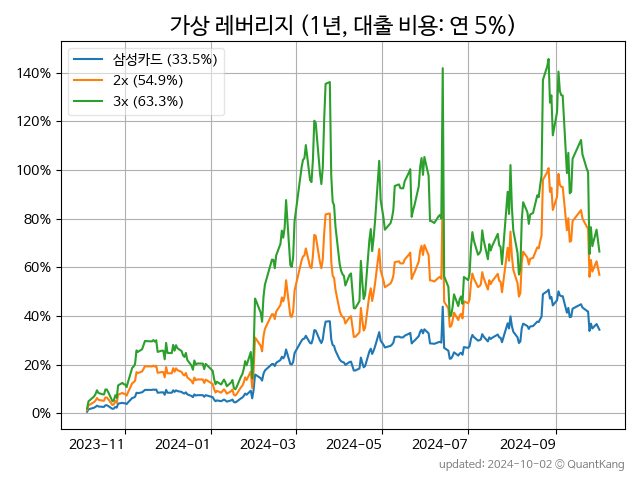 가상 레버리지 (1년, 대출 비용: 연 5%)
삼성카드 (33.5%)
2x (54.9%)
3x (63.3%)
140%
120%
100%
80%
60%
40%
20%
0%
2023-11 2024-01 2024-03 2024-05 2024-07 2024-09
updated: 2024-10-02 © QuantKang